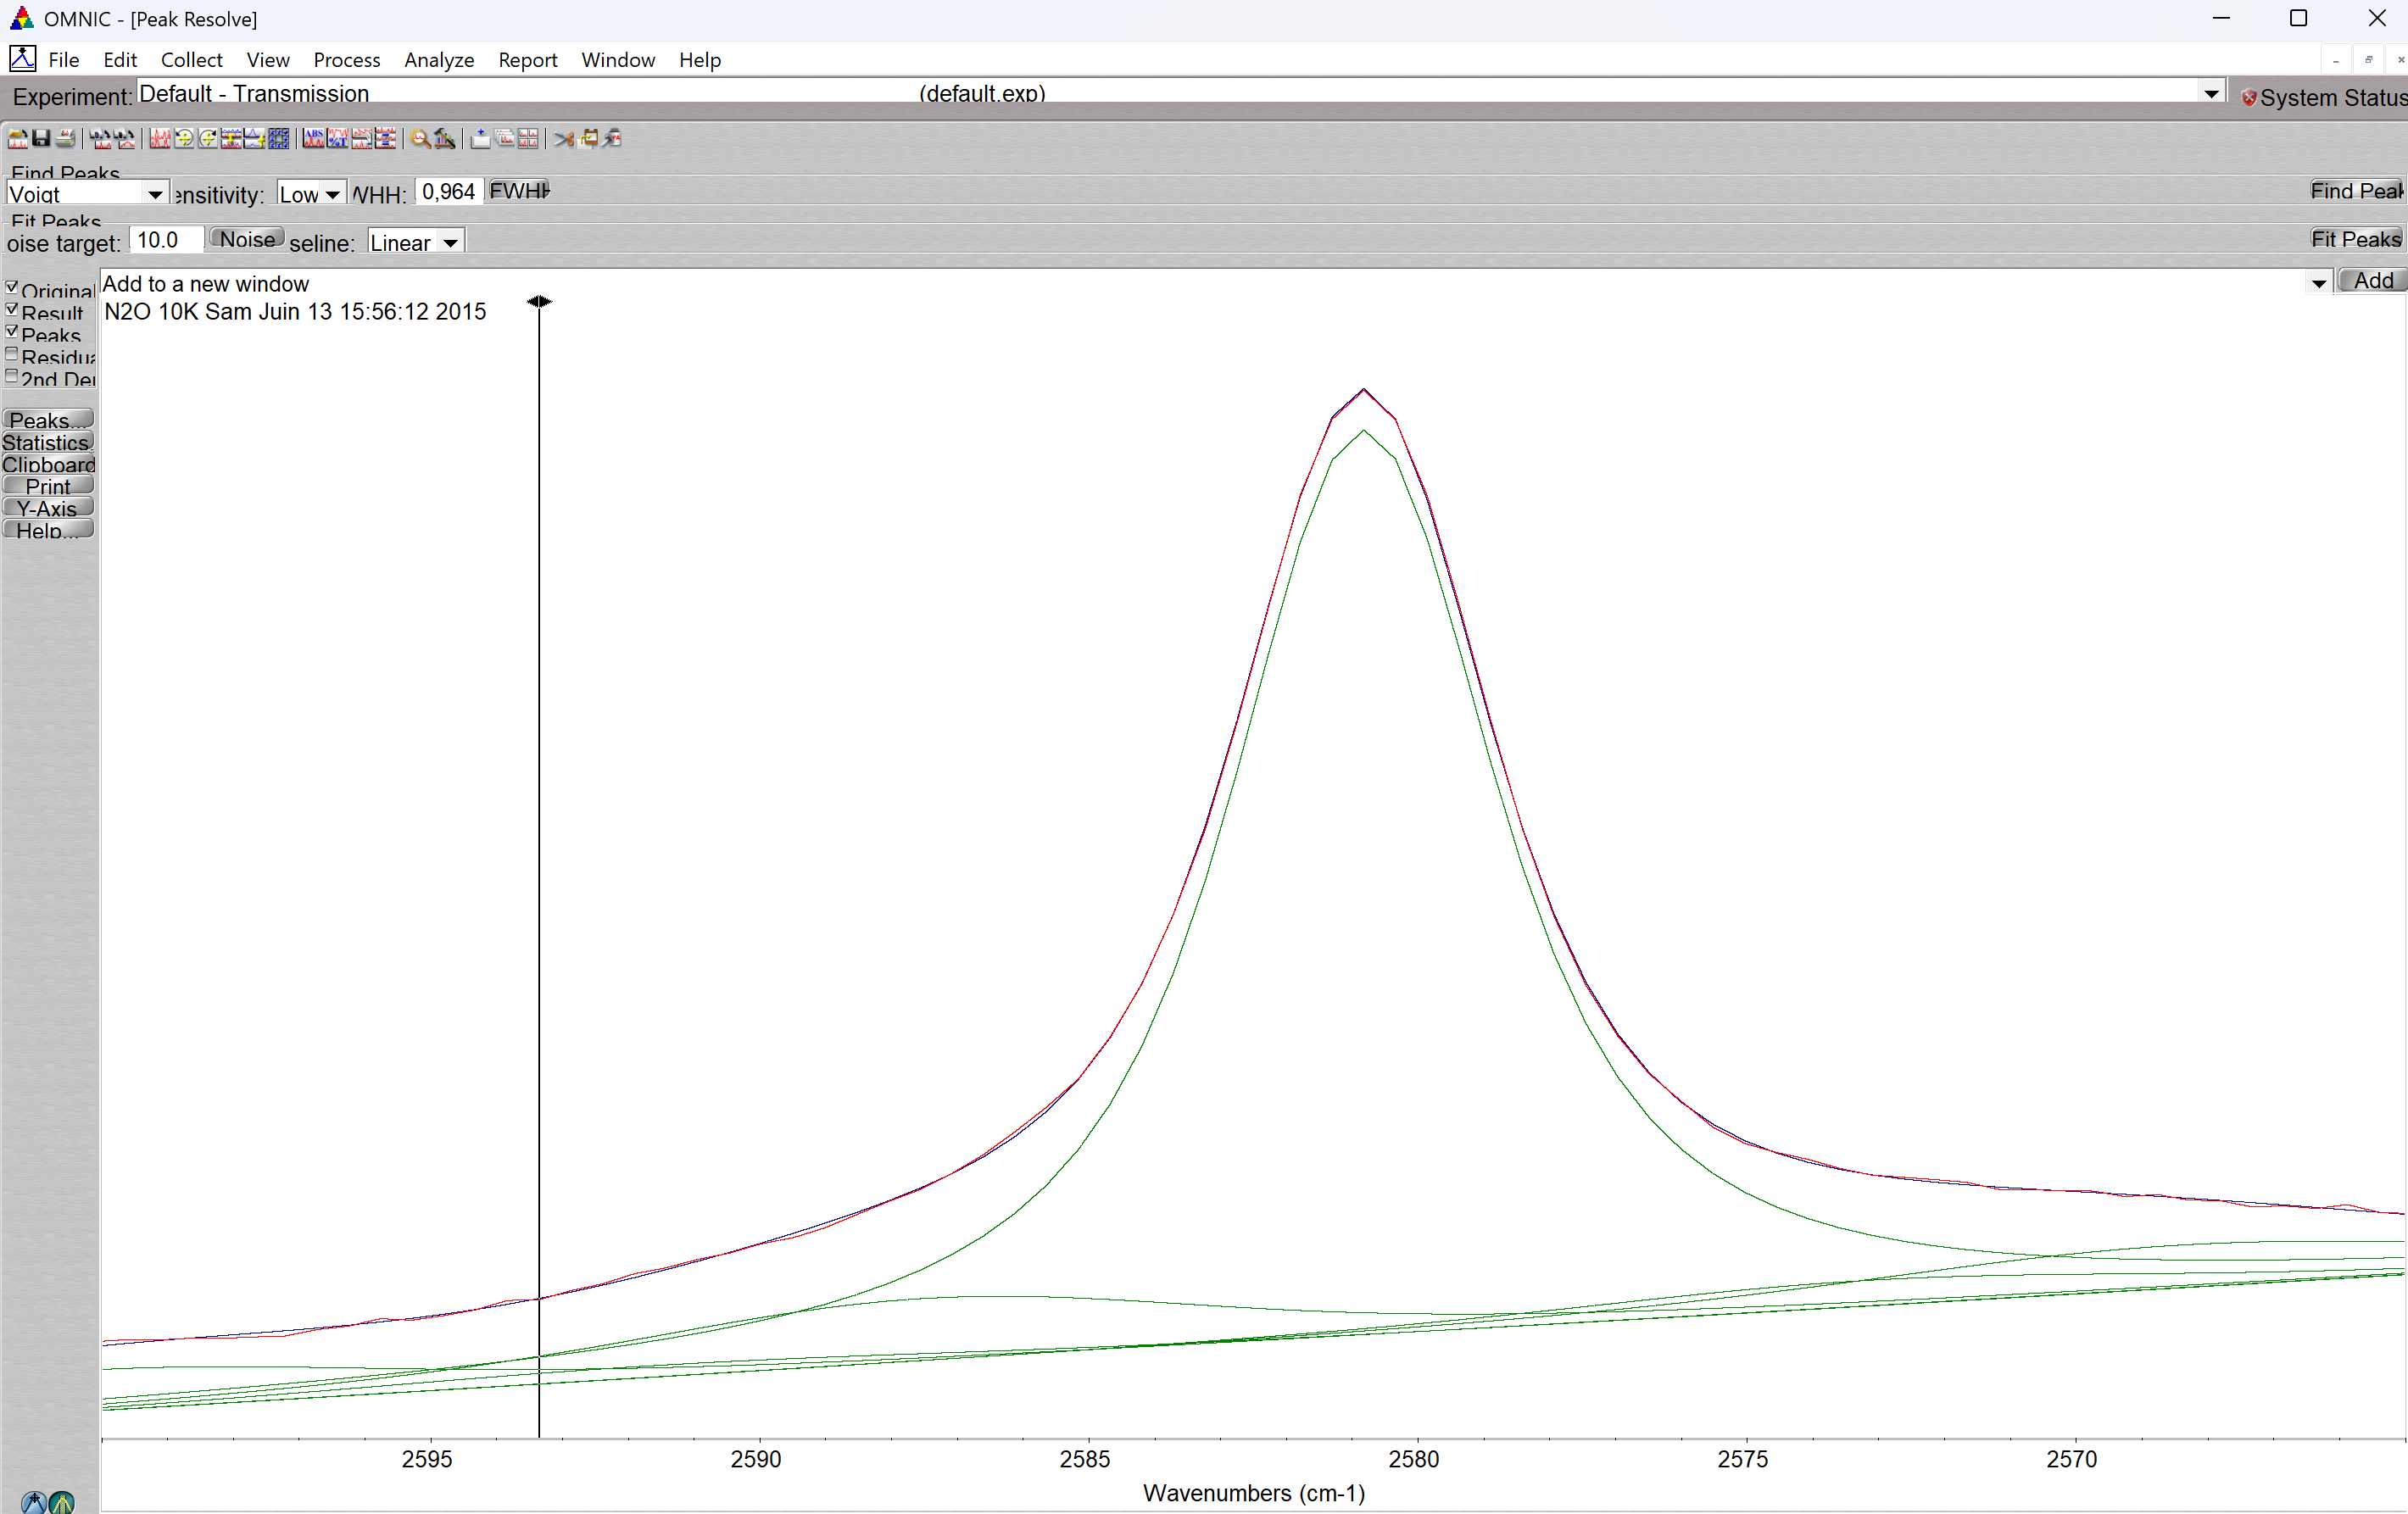 OMNIC - [Peak Resolve]
File Edit Collect View Process Analyze Report Window Help
Experiment: Default - Transmission (default.exp) System Status
Find Peaks
Voigt ensitivity: Low WHH: 0,964 FWHH Find Peal
Fit Peaks
oise target: 10.0 Noise seline: Linear Fit Peaks
Add to a new window Add
N2O 10K Sam Juin 13 15:56:12 2015
Original
Result
Peaks
Residua
2nd Der
Peaks...
Statistics
Clipboard
Print
Y-Axis
Help...
2595 2590 2585 2580 2575 2570
Wavenumbers (cm-1)